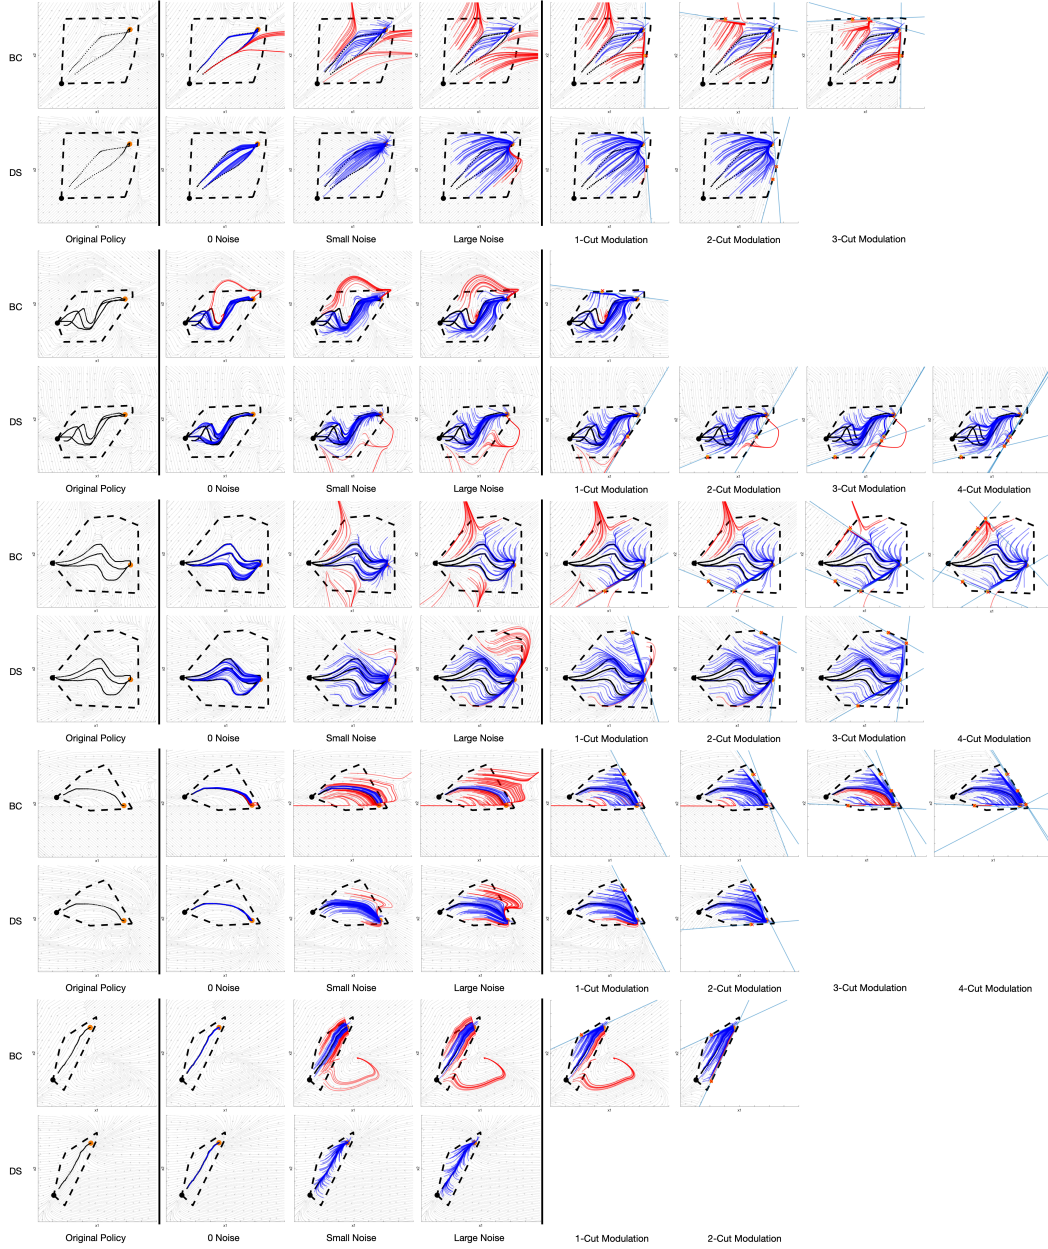 BC
DS
Original Policy 0 Noise Small Noise Large Noise 1-Cut Modulation 2-Cut Modulation 3-Cut Modulation
BC
DS
Original Policy 0 Noise Small Noise Large Noise 1-Cut Modulation 2-Cut Modulation 3-Cut Modulation 4-Cut Modulation
BC
DS
Original Policy 0 Noise Small Noise Large Noise 1-Cut Modulation 2-Cut Modulation 3-Cut Modulation
BC
DS
Original Policy 0 Noise Small Noise Large Noise 1-Cut Modulation 2-Cut Modulation 3-Cut Modulation 4-Cut Modulation
BC
DS
Original Policy 0 Noise Small Noise Large Noise 1-Cut Modulation 2-Cut Modulation